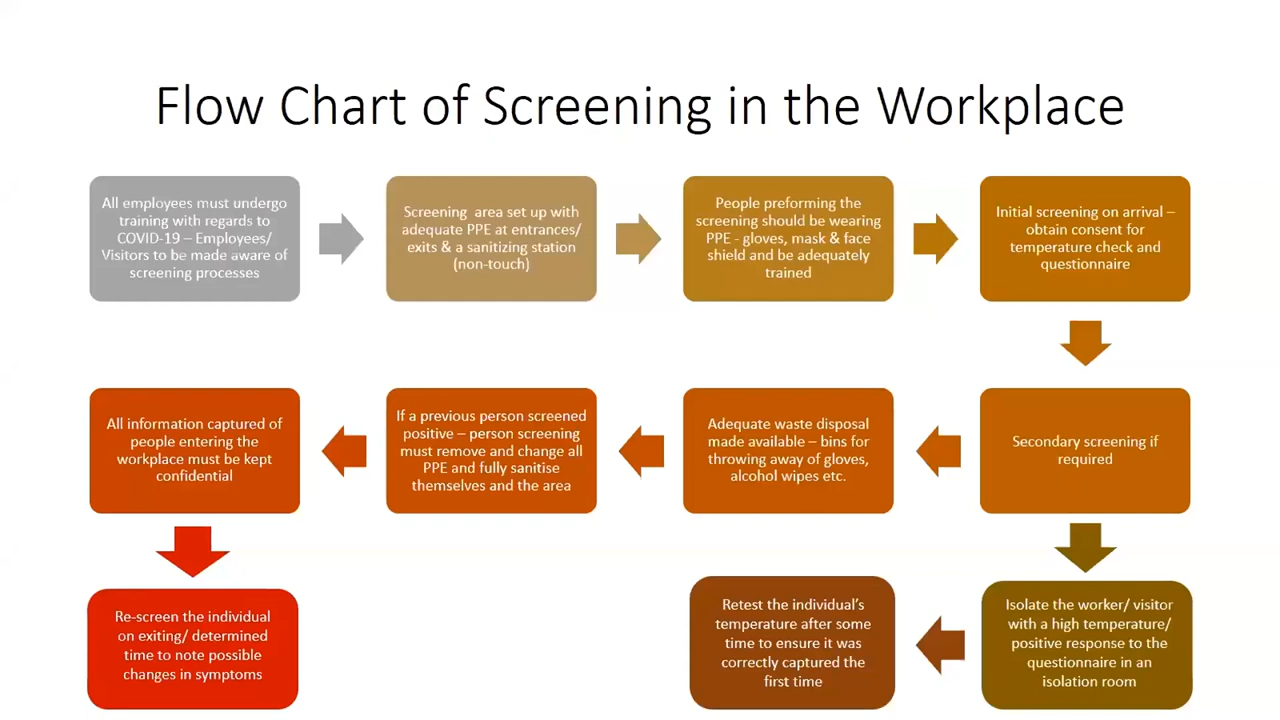 Flow Chart of Screening in the Workplace
All employees must undergo
training with regards to
COVID-19 – Employees/
Visitors to be made aware of
screening processes
Screening area set up with
adequate PPE at entrances/
exits & a sanitizing station
(non-touch)
People preforming the
screening should be wearing
PPE - gloves, mask & face
shield and be adequately
trained
Initial screening on arrival –
obtain consent for
temperature check and
questionnaire
Secondary screening if
required
Adequate waste disposal
made available – bins for
throwing away of gloves,
alcohol wipes etc.
If a previous person screened
positive – person screening
must remove and change all
PPE and fully sanitise
themselves and the area
All information captured of
people entering the
workplace must be kept
confidential
Re-screen the individual
on exiting/ determined
time to note possible
changes in symptoms
Isolate the worker/ visitor
with a high temperature/
positive response to the
questionnaire in an
isolation room
Retest the individual's
temperature after some
time to ensure it was
correctly captured the
first time